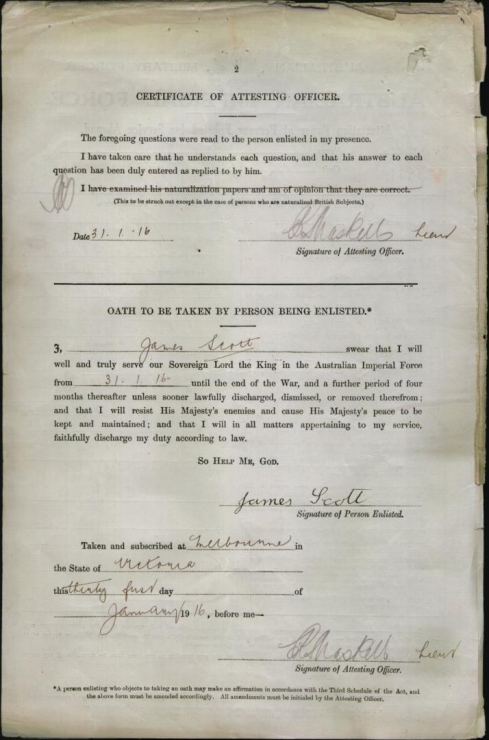 2
CERTIFICATE OF ATTESTING OFFICER.
The foregoing questions were read to the person enlisted in my presence.
I have taken care that he understands each question, and that his answer to each
question has been duly entered as replied to by him.
I have examined his naturalization papers and am of opinion that they are correct.
(This to be struck out except in the case of persons who are naturalized British Subjects.)
Date 31. 1. 16 Lieut
Signature of Attesting Officer.
OATH TO BE TAKEN BY PERSON BEING ENLISTED.*
I, James Scott swear that I will
well and truly serve our Sovereign Lord the King in the Australian Imperial Force
from 31. 1. 16 until the end of the War, and a further period of four
months thereafter unless sooner lawfully discharged, dismissed, or removed therefrom;
and that I will resist His Majesty's enemies and cause His Majesty's peace to be
kept and maintained; and that I will in all matters appertaining to my service,
faithfully discharge my duty according to law.
SO HELP ME, GOD.
James Scott
Signature of Person Enlisted.
Taken and subscribed at Melbourne in
the State of Victoria
this thirty first day of
January 1916, before me—
Lieut
Signature of Attesting Officer.
*A person enlisting who objects to taking an oath may make an affirmation in accordance with the Third Schedule of the Act, and
the above form must be amended accordingly. All amendments must be initialed by the Attesting Officer.